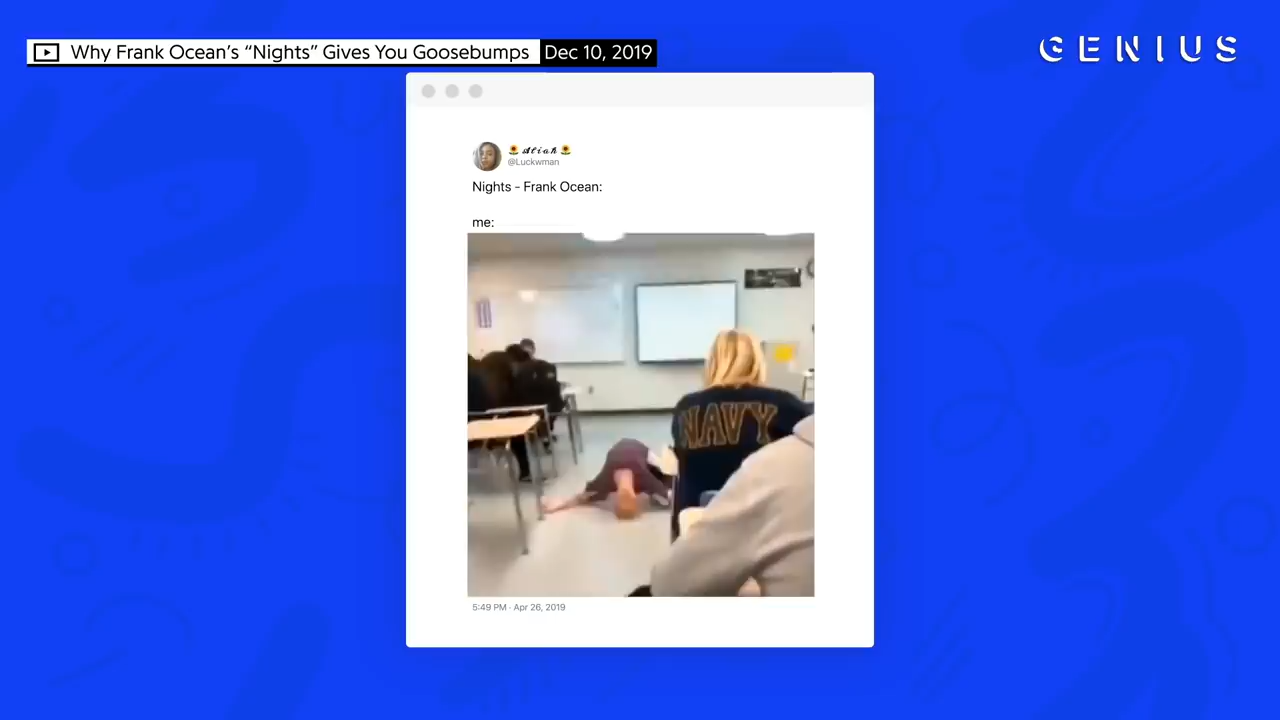 Why Frank Ocean’s “Nights” Gives You Goosebumps Dec 10, 2019
GENIUS
🌻 𝓐𝓵𝓲𝓪𝓱 🌻
@Luckwman
Nights - Frank Ocean:
me:
NAVY
5:49 PM · Apr 26, 2019